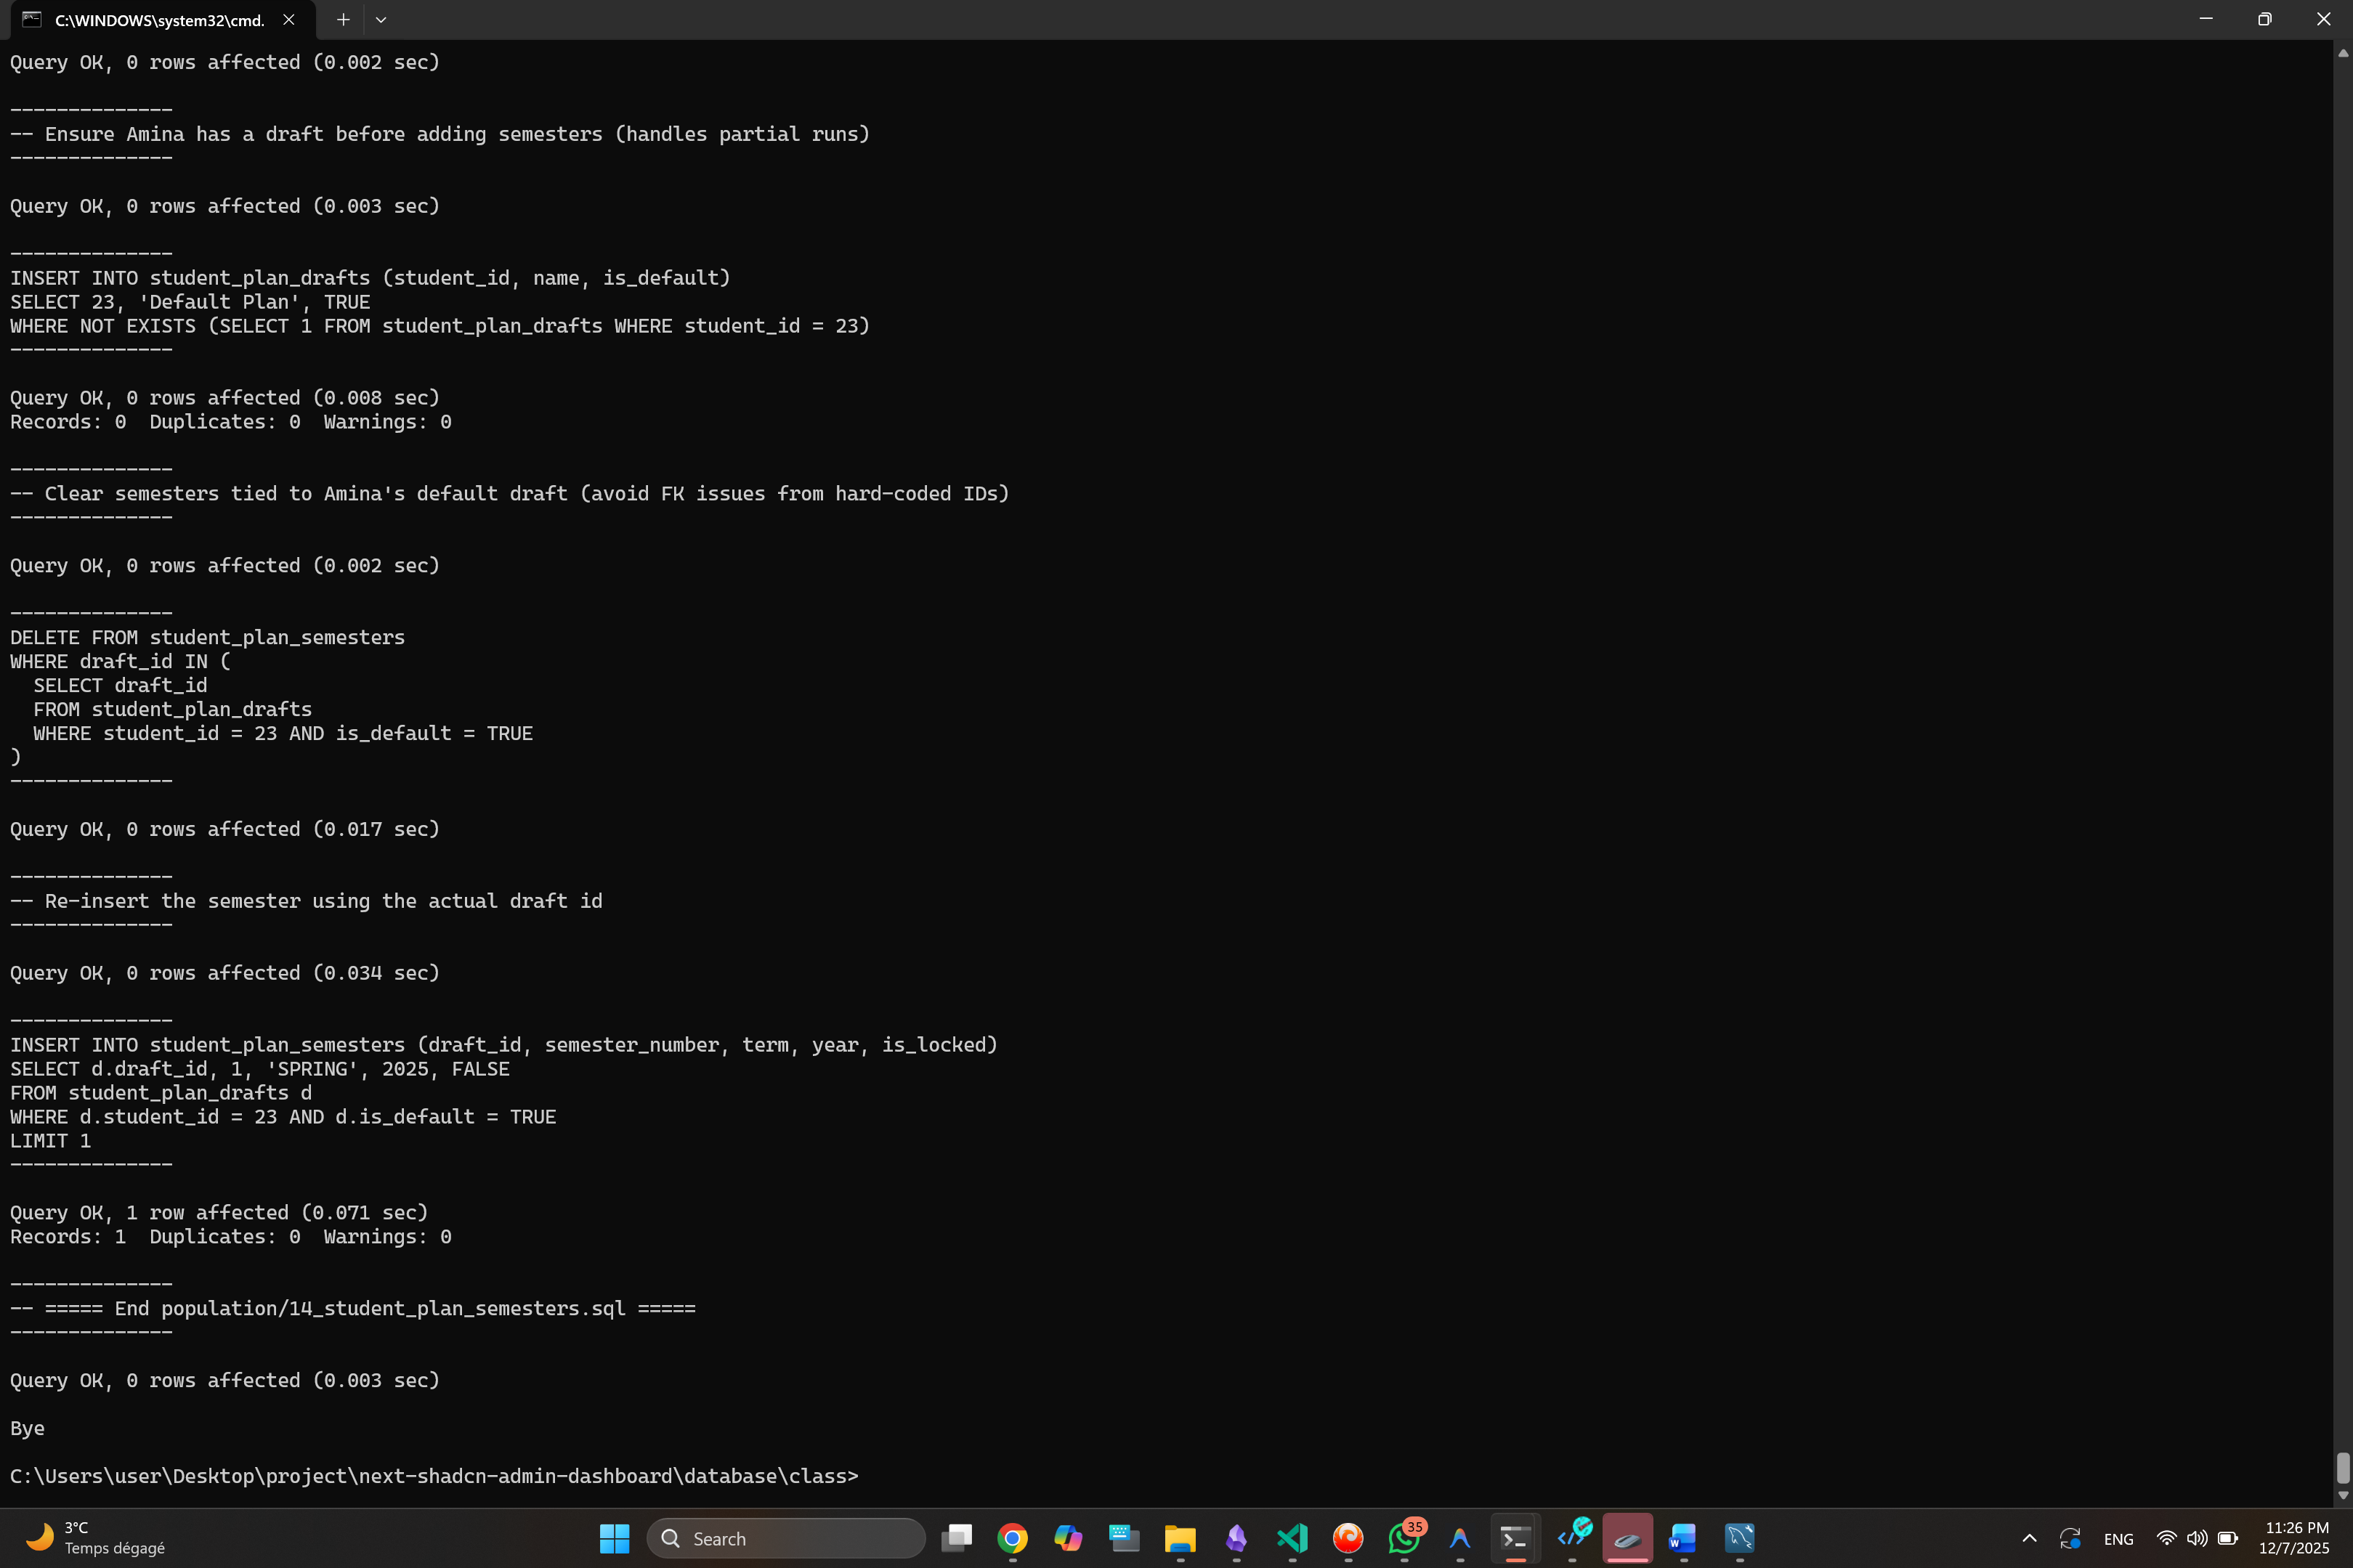 C:\WINDOWS\system32\cmd.
Query OK, 0 rows affected (0.002 sec)
--------------
-- Ensure Amina has a draft before adding semesters (handles partial runs)
--------------
Query OK, 0 rows affected (0.003 sec)
--------------
INSERT INTO student_plan_drafts (student_id, name, is_default)
SELECT 23, 'Default Plan', TRUE
WHERE NOT EXISTS (SELECT 1 FROM student_plan_drafts WHERE student_id = 23)
--------------
Query OK, 0 rows affected (0.008 sec)
Records: 0  Duplicates: 0  Warnings: 0
--------------
-- Clear semesters tied to Amina's default draft (avoid FK issues from hard-coded IDs)
--------------
Query OK, 0 rows affected (0.002 sec)
--------------
DELETE FROM student_plan_semesters
WHERE draft_id IN (
  SELECT draft_id
  FROM student_plan_drafts
  WHERE student_id = 23 AND is_default = TRUE
)
--------------
Query OK, 0 rows affected (0.017 sec)
--------------
-- Re-insert the semester using the actual draft id
--------------
Query OK, 0 rows affected (0.034 sec)
--------------
INSERT INTO student_plan_semesters (draft_id, semester_number, term, year, is_locked)
SELECT d.draft_id, 1, 'SPRING', 2025, FALSE
FROM student_plan_drafts d
WHERE d.student_id = 23 AND d.is_default = TRUE
LIMIT 1
--------------
Query OK, 1 row affected (0.071 sec)
Records: 1  Duplicates: 0  Warnings: 0
--------------
-- ===== End population/14_student_plan_semesters.sql =====
--------------
Query OK, 0 rows affected (0.003 sec)
Bye
C:\Users\user\Desktop\project\next-shadcn-admin-dashboard\database\class>
3°C
Temps dégagé
Search
35
ENG
11:26 PM
12/7/2025